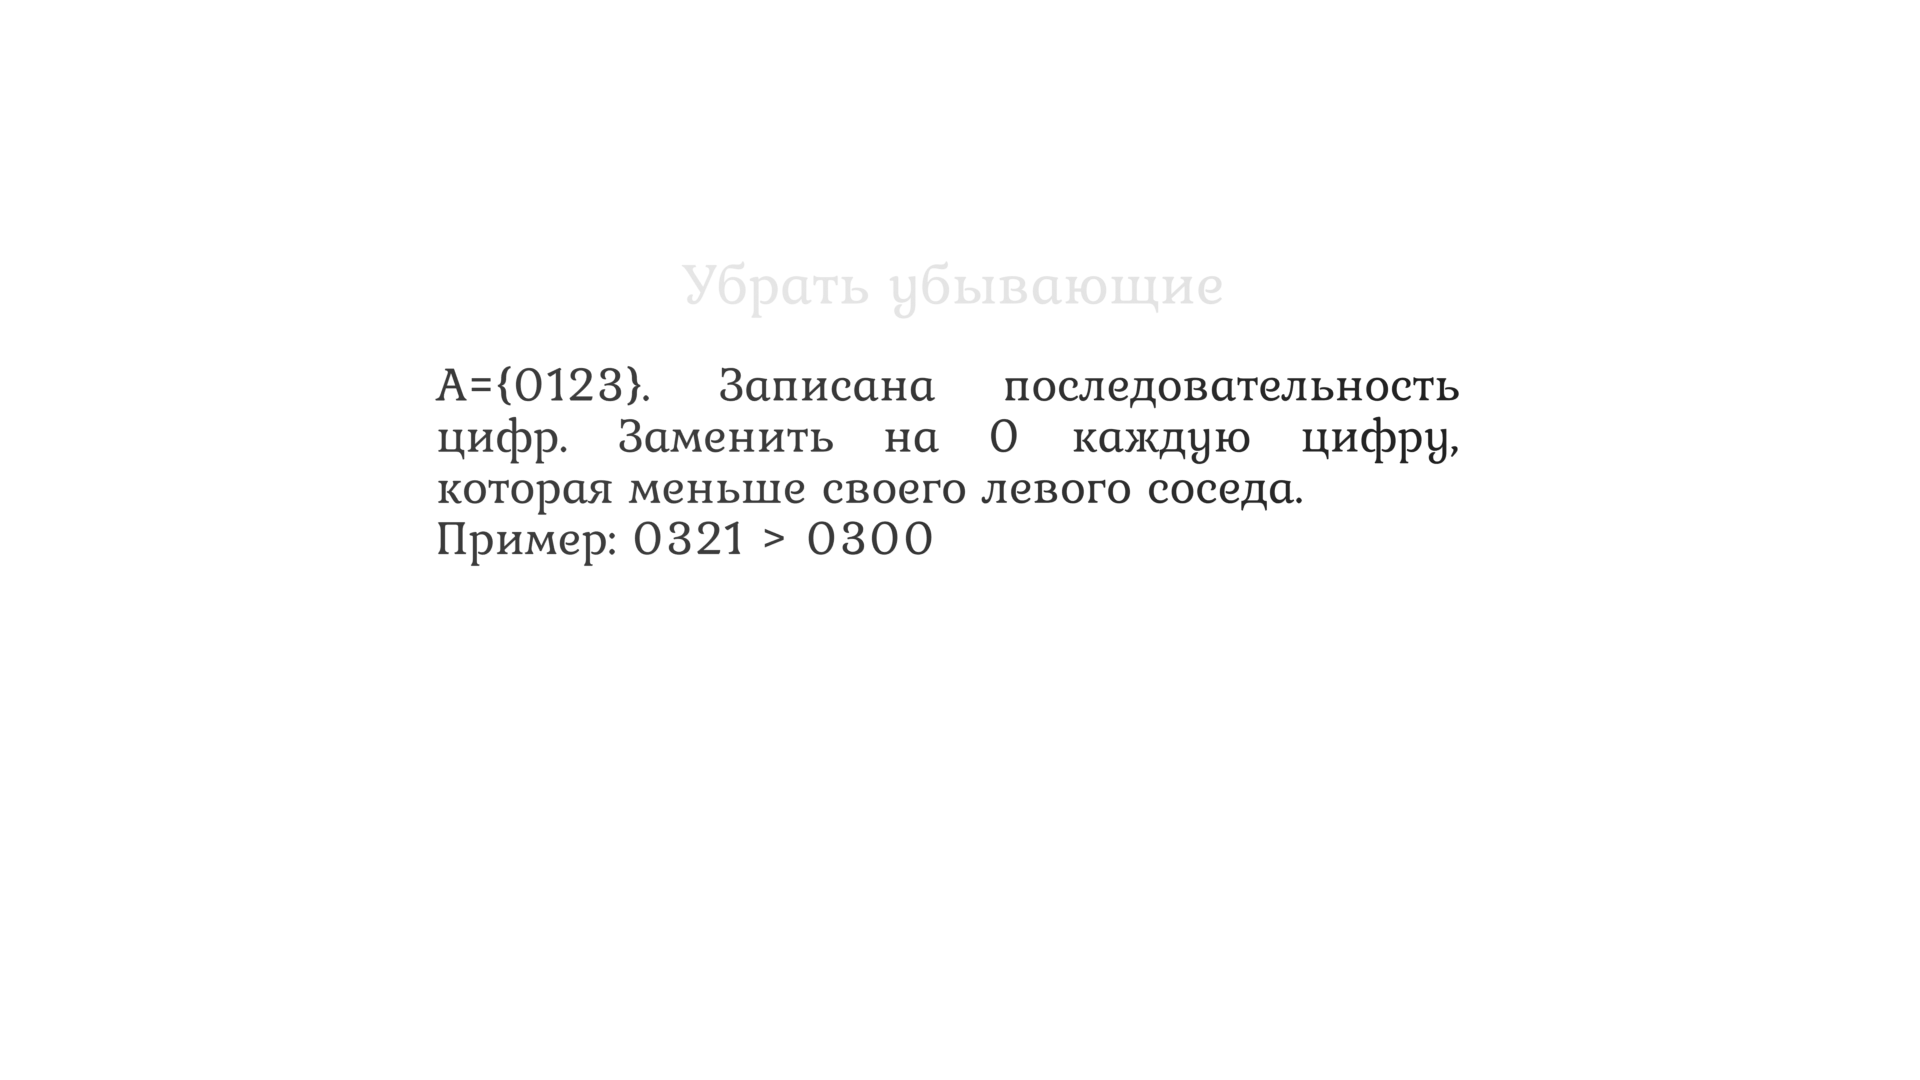 Убрать убывающие
A={0123}. Записана последовательность
цифр. Заменить на 0 каждую цифру,
которая меньше своего левого соседа.
Пример: 0321 > 0300